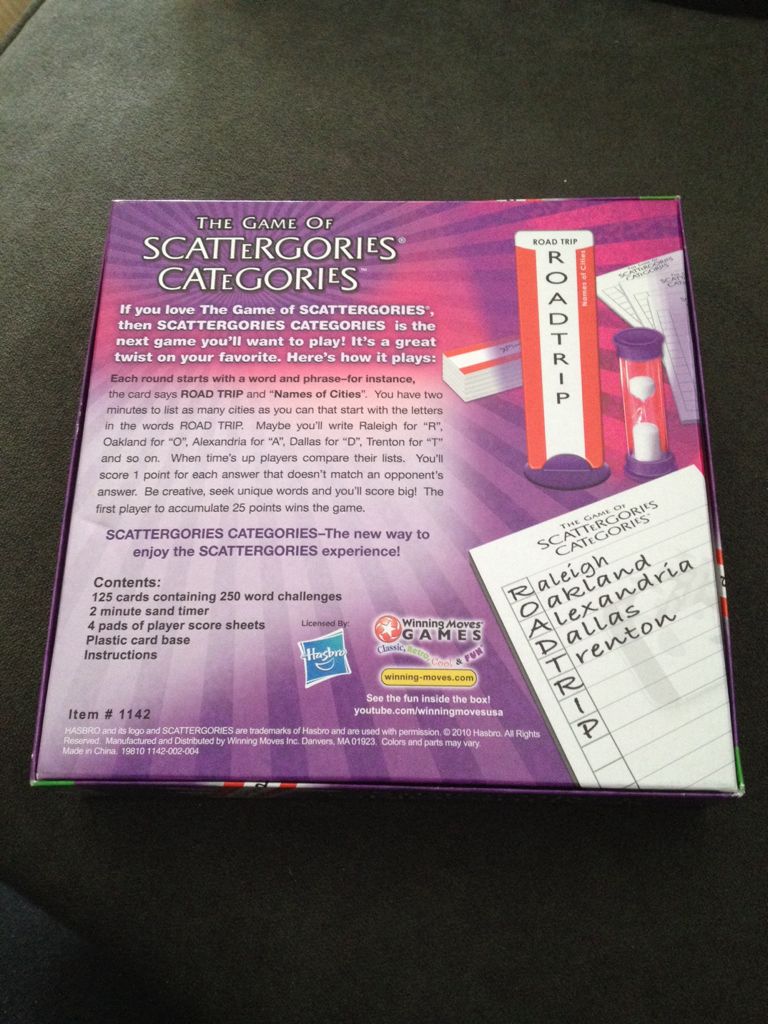 THE GAME OF
SCATTERGORIES®
CATEGORIES™
If you love The Game of SCATTERGORIES®,
then SCATTERGORIES CATEGORIES is the
next game you'll want to play! It's a great
twist on your favorite. Here's how it plays:
Each round starts with a word and phrase–for instance,
the card says ROAD TRIP and "Names of Cities". You have two
minutes to list as many cities as you can that start with the letters
in the words ROAD TRIP. Maybe you'll write Raleigh for "R",
Oakland for "O", Alexandria for "A", Dallas for "D", Trenton for "T"
and so on. When time's up players compare their lists. You'll
score 1 point for each answer that doesn't match an opponent's
answer. Be creative, seek unique words and you'll score big! The
first player to accumulate 25 points wins the game.
SCATTERGORIES CATEGORIES–The new way to
enjoy the SCATTERGORIES experience!
Contents:
125 cards containing 250 word challenges
2 minute sand timer
4 pads of player score sheets
Plastic card base
Instructions
Licensed By:
Hasbro
Winning Moves
GAMES
Classic, Retro, Cool & FUN
winning-moves.com
See the fun inside the box!
youtube.com/winningmovesusa
Item # 1142
HASBRO and its logo and SCATTERGORIES are trademarks of Hasbro and are used with permission. © 2010 Hasbro. All Rights
Reserved. Manufactured and Distributed by Winning Moves Inc. Danvers, MA 01923. Colors and parts may vary.
Made in China. 19810 1142-002-004
ROAD TRIP
ROADTRIP
Names of Cities
SCATTERGORIES
CATEGORIES
THE GAME OF
SCATTERGORIES
CATEGORIES
Raleigh
Oakland
Alexandria
Dallas
Trenton
R
I
P